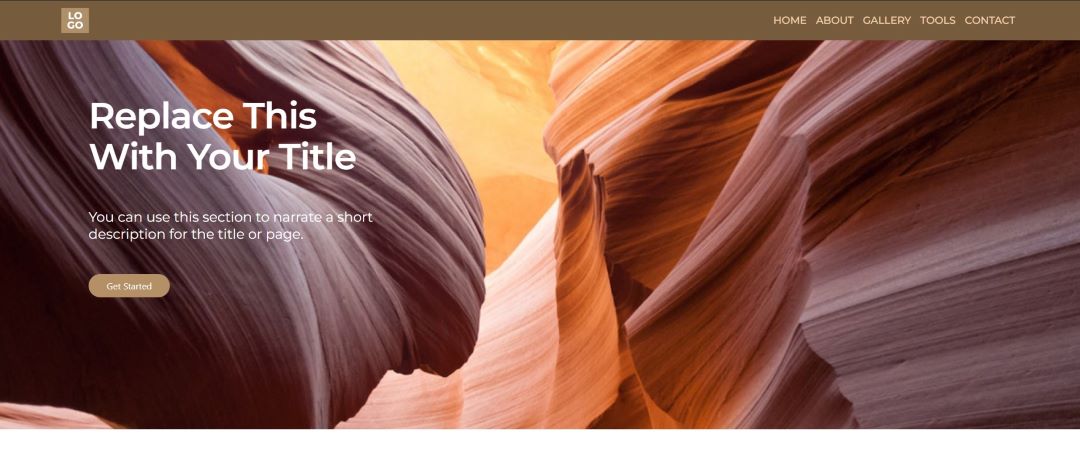 LO
GO
HOME ABOUT GALLERY TOOLS CONTACT
Replace This
With Your Title
You can use this section to narrate a short
description for the title or page.
Get Started